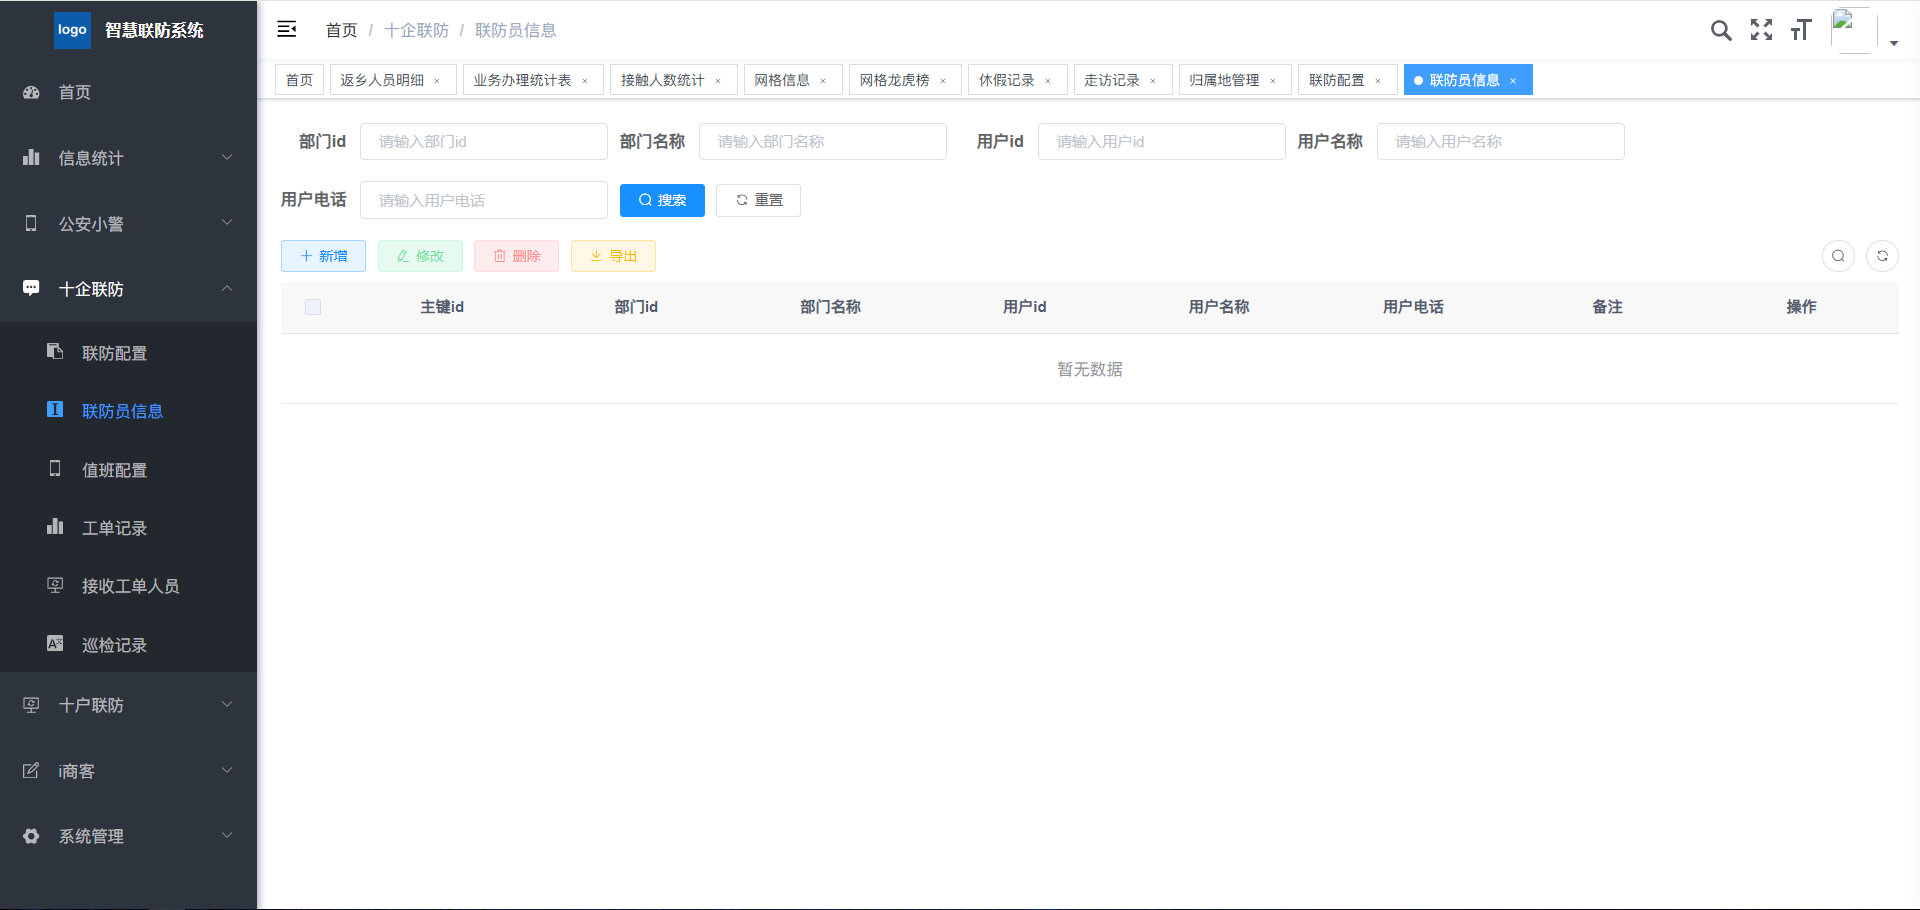 logo 智慧联防系统
首页
信息统计
公安小警
十企联防
联防配置
联防员信息
值班配置
工单记录
接收工单人员
巡检记录
十户联防
i商客
系统管理
首页 / 十企联防 / 联防员信息
首页 返乡人员明细 × 业务办理统计表 × 接触人数统计 × 网格信息 × 网格龙虎榜 × 休假记录 × 走访记录 × 归属地管理 × 联防配置 × 联防员信息 ×
部门id 请输入部门id 部门名称 请输入部门名称 用户id 请输入用户id 用户名称 请输入用户名称
用户电话 请输入用户电话 搜索 重置
新增 修改 删除 导出
主键id 部门id 部门名称 用户id 用户名称 用户电话 备注 操作
暂无数据